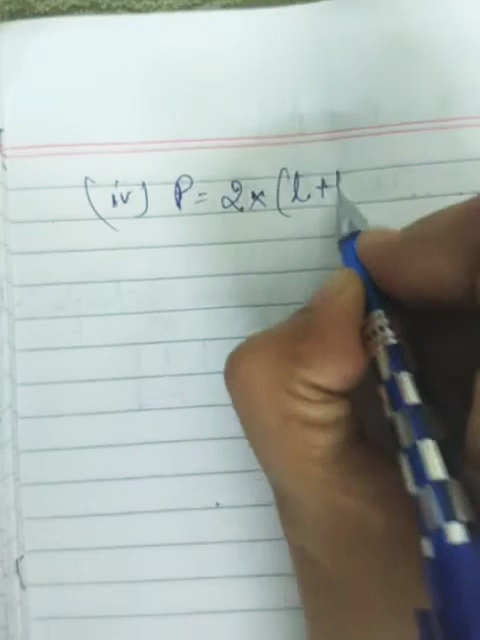 (iv) P = 2 × (l +